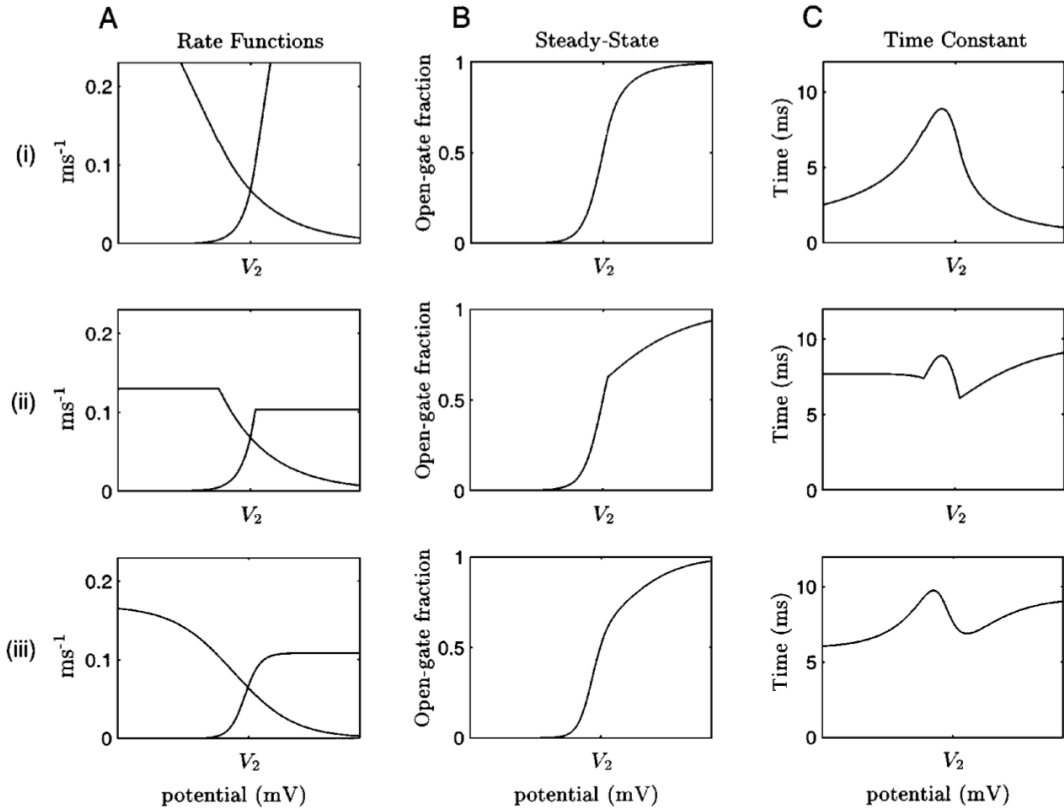 A
B
C
Rate Functions
Steady-State
Time Constant
(i)
ms⁻¹
0.2
0.1
0
V₂
Open-gate fraction
1
0.5
0
V₂
Time (ms)
10
5
0
V₂
(ii)
ms⁻¹
0.2
0.1
0
V₂
Open-gate fraction
1
0.5
0
V₂
Time (ms)
10
5
0
V₂
(iii)
ms⁻¹
0.2
0.1
0
V₂
potential (mV)
Open-gate fraction
1
0.5
0
V₂
potential (mV)
Time (ms)
10
5
0
V₂
potential (mV)